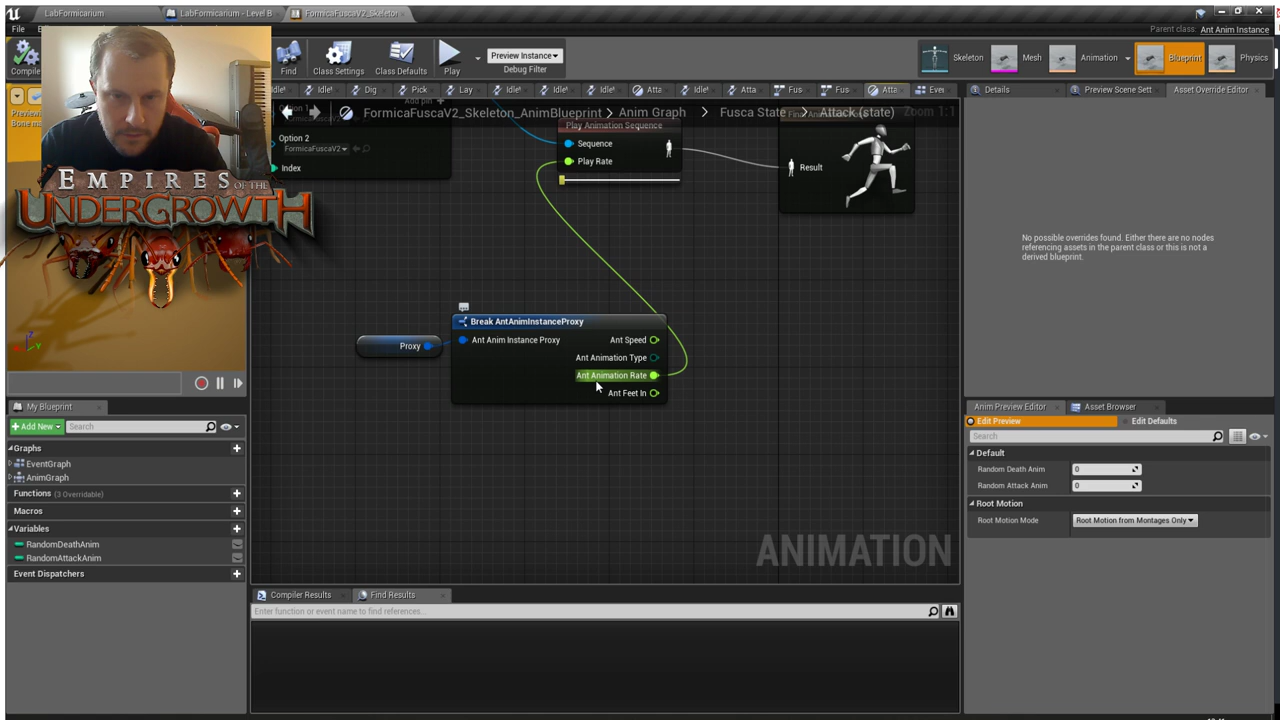 LabFormicarium
LabFormicarium - Level B
FormicaFuscaV2_Skeleton
File
Parent class: Ant Anim Instance
Compile
Find
Class Settings
Class Defaults
Play
Preview Instance
Debug Filter
Skeleton
Mesh
Animation
Blueprint
Physics
Idle!
Idle!
Dig
Pick
Lay
Idle!
Idle!
Idle!
Atta
Idle!
Idle!
Atta
Fus
Fus
Atta
Even
Details
Preview Scene Sett
Asset Override Editor
FormicaFuscaV2_Skeleton_AnimBlueprint > Anim Graph > Fusca State > Attack (state)
Zoom 1:1
Add pin
Option 1
Option 2
FormicaFuscaV2
Index
Play Animation Sequence
Sequence
Play Rate
Result
EMPIRES OF THE
UNDERGROWTH
No possible overrides found. Either there are no nodes
referencing assets in the parent class or this is not a
derived blueprint.
Break AntAnimInstanceProxy
Proxy
Ant Anim Instance Proxy
Ant Speed
Ant Animation Type
Ant Animation Rate
Ant Feet In
ANIMATION
My Blueprint
Add New
Search
Graphs
EventGraph
AnimGraph
Functions (3 Overridable)
Macros
Variables
RandomDeathAnim
RandomAttackAnim
Event Dispatchers
Compiler Results
Find Results
Enter function or event name to find references...
Anim Preview Editor
Asset Browser
Edit Preview
Edit Defaults
Search
Default
Random Death Anim
0
Random Attack Anim
0
Root Motion
Root Motion Mode
Root Motion from Montages Only